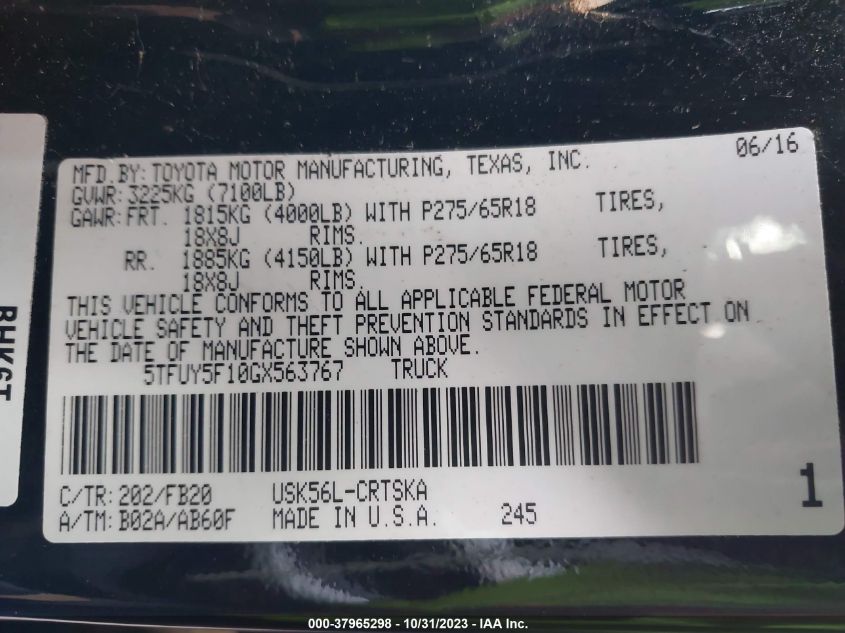 MFD.BY:TOYOTA MOTOR MANUFACTURING, TEXAS, INC. 06/16
GVWR:3225KG (7100LB)
GAWR:FRT. 1815KG (4000LB) WITH P275/65R18 TIRES,
18X8J RIMS.
RR. 1885KG (4150LB) WITH P275/65R18 TIRES,
18X8J RIMS.
THIS VEHICLE CONFORMS TO ALL APPLICABLE FEDERAL MOTOR
VEHICLE SAFETY AND THEFT PREVENTION STANDARDS IN EFFECT ON
THE DATE OF MANUFACTURE SHOWN ABOVE.
5TFUY5F10GX563767 TRUCK
C/TR:202/FB20 USK56L-CRTSKA 1
A/TM:B02A/AB60F MADE IN U.S.A. 245
BHK6T
000-37965298 - 10/31/2023 - IAA Inc.